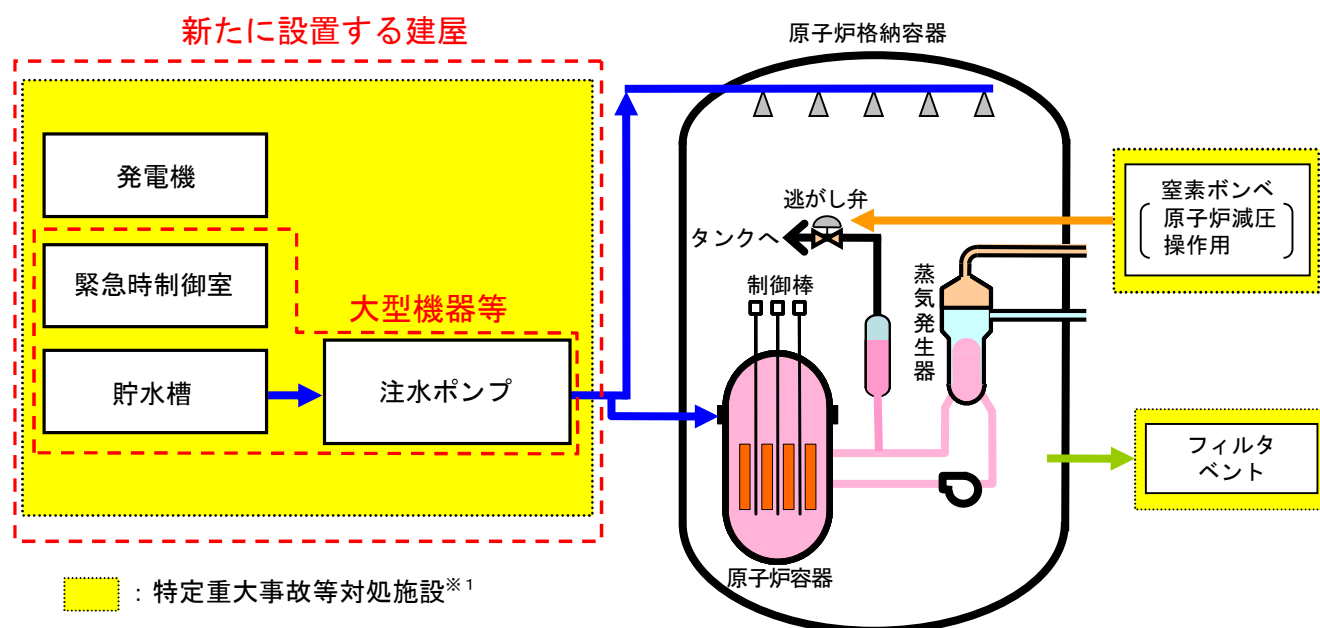 新たに設置する建屋
発電機
緊急時制御室
大型機器等
貯水槽
注水ポンプ
：特定重大事故等対処施設※1
原子炉格納容器
逃がし弁
タンクへ
制御棒
蒸気発生器
原子炉容器
窒素ボンベ
原子炉減圧
操作用
フィルタ
ベント